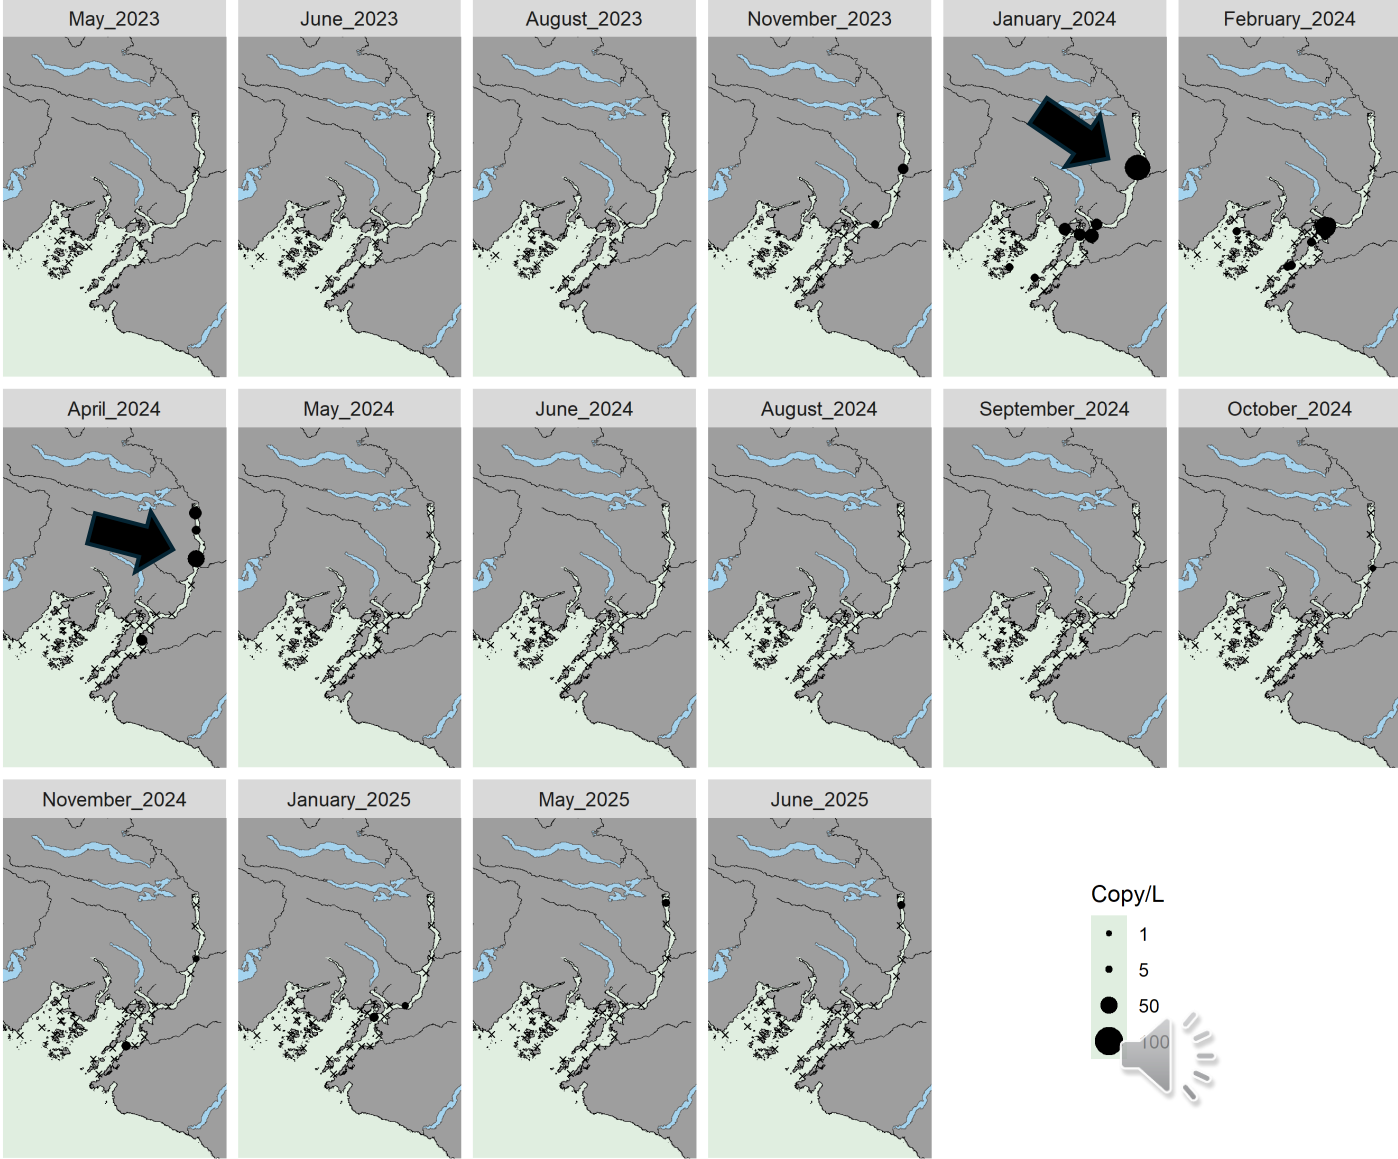 May_2023 June_2023 August_2023 November_2023 January_2024 February_2024
April_2024 May_2024 June_2024 August_2024 September_2024 October_2024
November_2024 January_2025 May_2025 June_2025
Copy/L
1
5
50
100